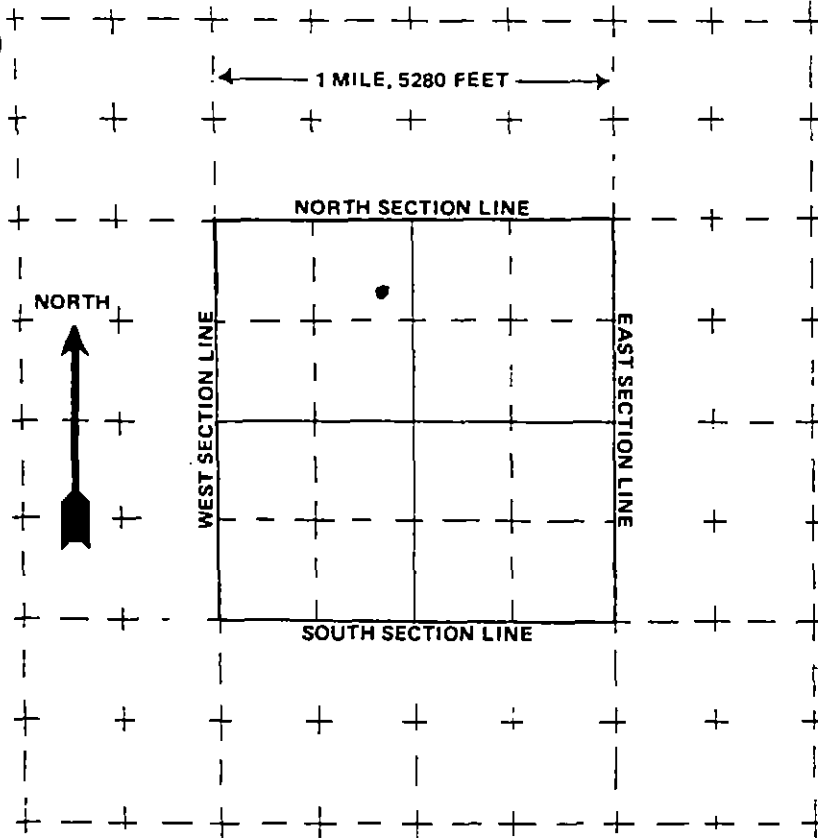 1 MILE, 5280 FEET
NORTH SECTION LINE
NORTH
WEST SECTION LINE
EAST SECTION LINE
SOUTH SECTION LINE